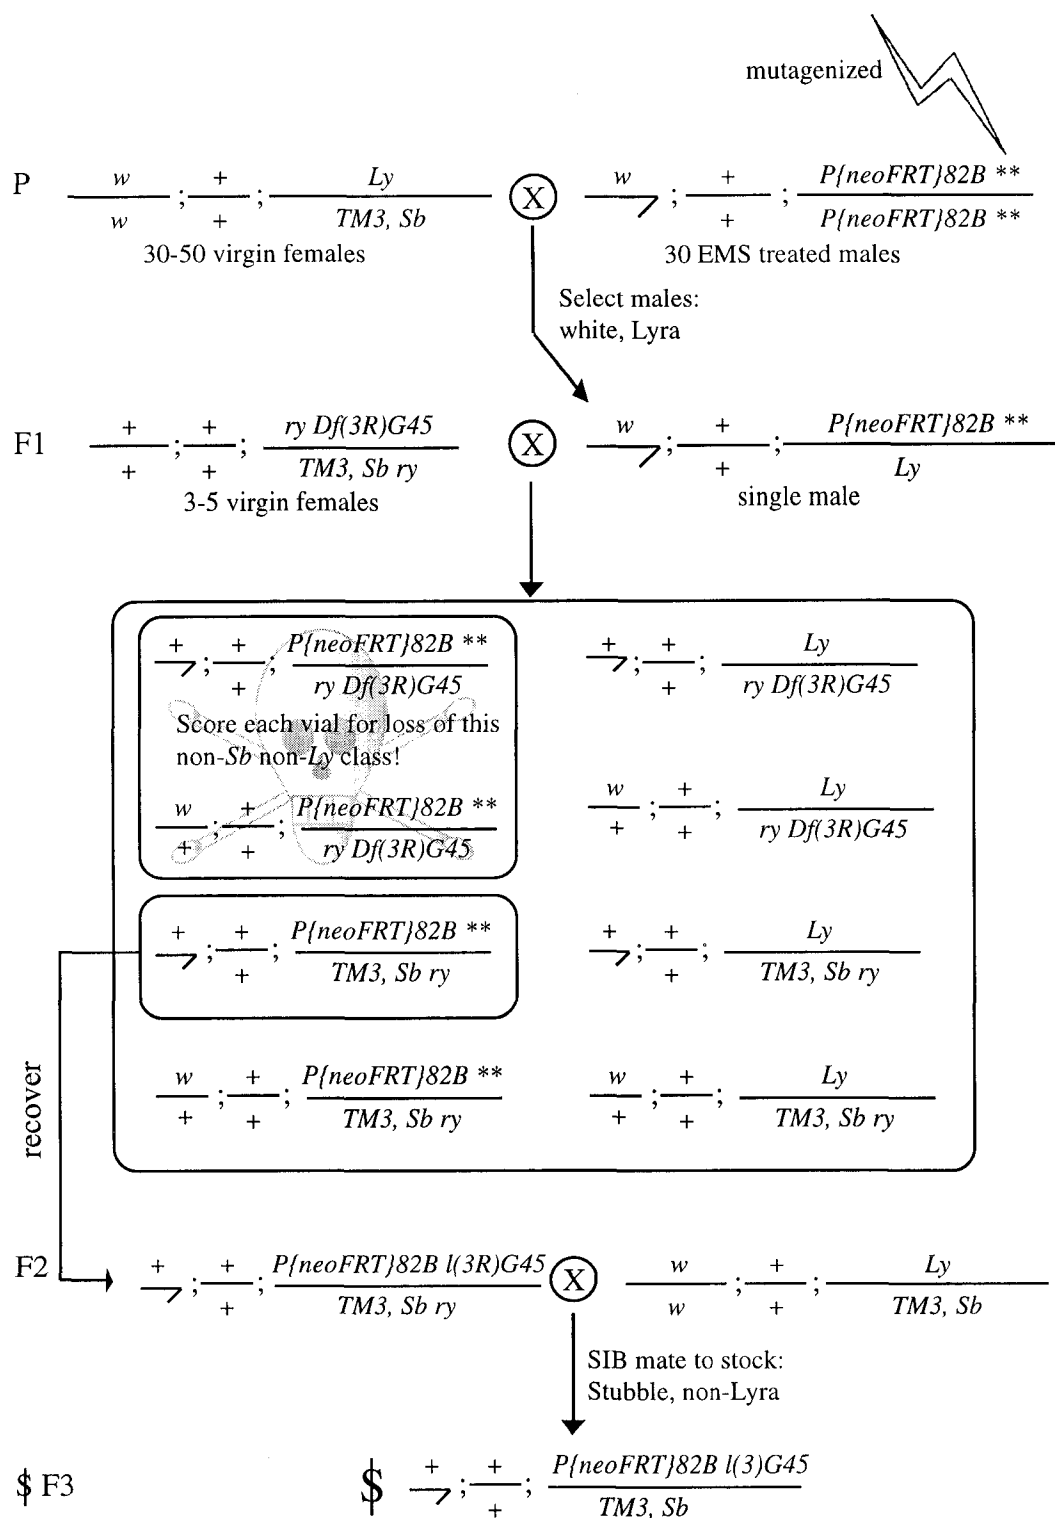 mutagenized
P w / w ; + / + ; Ly / TM3, Sb X w ; + / + ; P{neoFRT}82B ** / P{neoFRT}82B **
30-50 virgin females 30 EMS treated males
Select males:
white, Lyra
F1 + / + ; + / + ; ry Df(3R)G45 / TM3, Sb ry X w ; + / + ; P{neoFRT}82B ** / Ly
3-5 virgin females single male
+ ; + / + ; P{neoFRT}82B ** / ry Df(3R)G45 + ; + / + ; Ly / ry Df(3R)G45
Score each vial for loss of this
non-Sb non-Ly class!
w / + ; + / + ; P{neoFRT}82B ** / ry Df(3R)G45 w / + ; + / + ; Ly / ry Df(3R)G45
+ ; + / + ; P{neoFRT}82B ** / TM3, Sb ry + ; + / + ; Ly / TM3, Sb ry
w / + ; + / + ; P{neoFRT}82B ** / TM3, Sb ry w / + ; + / + ; Ly / TM3, Sb ry
recover
F2 + ; + / + ; P{neoFRT}82B l(3R)G45 / TM3, Sb ry X w / w ; + / + ; Ly / TM3, Sb
SIB mate to stock:
Stubble, non-Lyra
$ F3 $ + ; + / + ; P{neoFRT}82B l(3)G45 / TM3, Sb